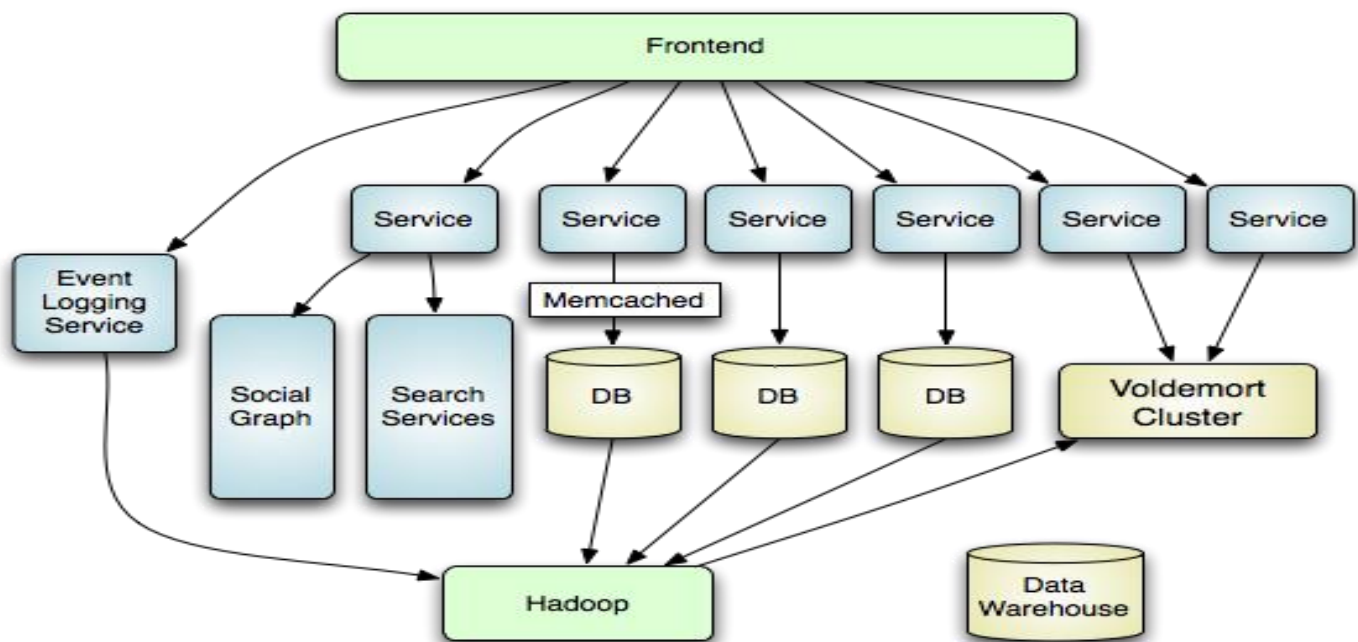 Frontend
Service
Service
Service
Service
Service
Service
Event
Logging
Service
Memcached
Social
Graph
Search
Services
DB
DB
DB
Voldemort
Cluster
Hadoop
Data
Warehouse